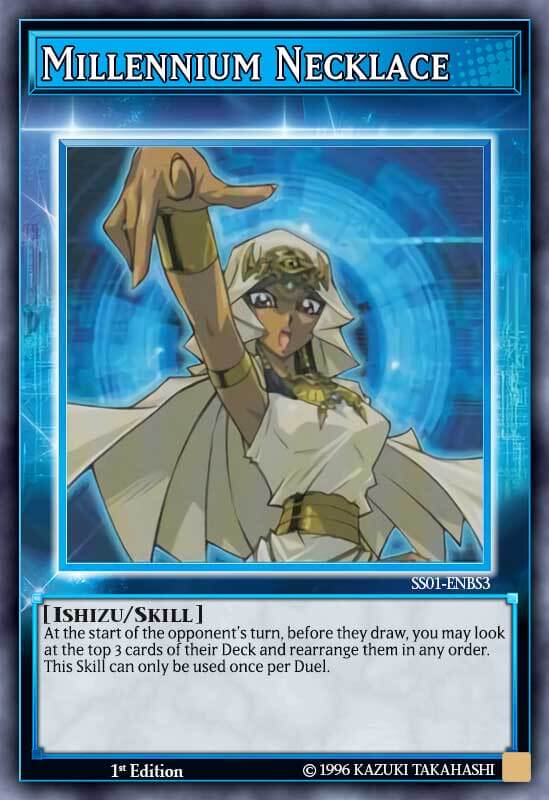 Millennium Necklace
SS01-ENBS3
[Ishizu/Skill]
At the start of the opponent's turn, before they draw, you may look
at the top 3 cards of their Deck and rearrange them in any order.
This Skill can only be used once per Duel.
1st Edition
© 1996 KAZUKI TAKAHASHI